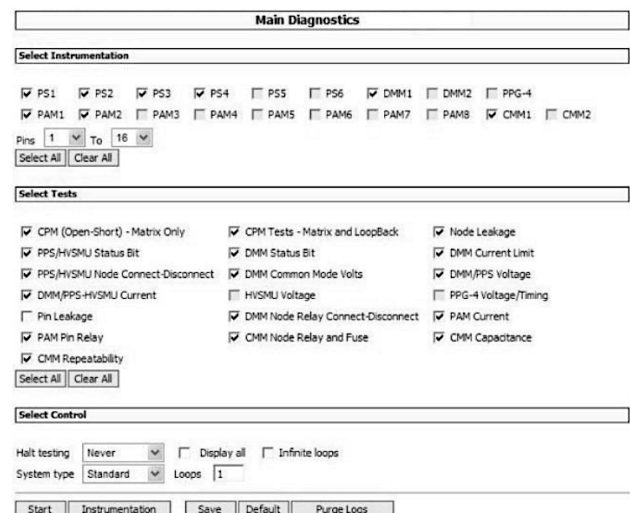 Main Diagnostics
Select Instrumentation
PS1 PS2 PS3 PS4 PS5 PS6 DMM1 DMM2 PPG-4
PAM1 PAM2 PAM3 PAM4 PAM5 PAM6 PAM7 PAM8 CMM1 CMM2
Pins 1 To 16
Select All Clear All
Select Tests
CPM (Open-Short) - Matrix Only CPM Tests - Matrix and LoopBack Node Leakage
PPS/HVSMU Status Bit DMM Status Bit DMM Current Limit
PPS/HVSMU Node Connect-Disconnect DMM Common Mode Volts DMM/PPS Voltage
DMM/PPS-HVSMU Current HVSMU Voltage PPG-4 Voltage/Timing
Pin Leakage DMM Node Relay Connect-Disconnect PAM Current
PAM Pin Relay CMM Node Relay and Fuse CMM Capacitance
CMM Repeatability
Select All Clear All
Select Control
Halt testing Never Display all Infinite loops
System type Standard Loops 1
Start Instrumentation Save Default Purge Logs